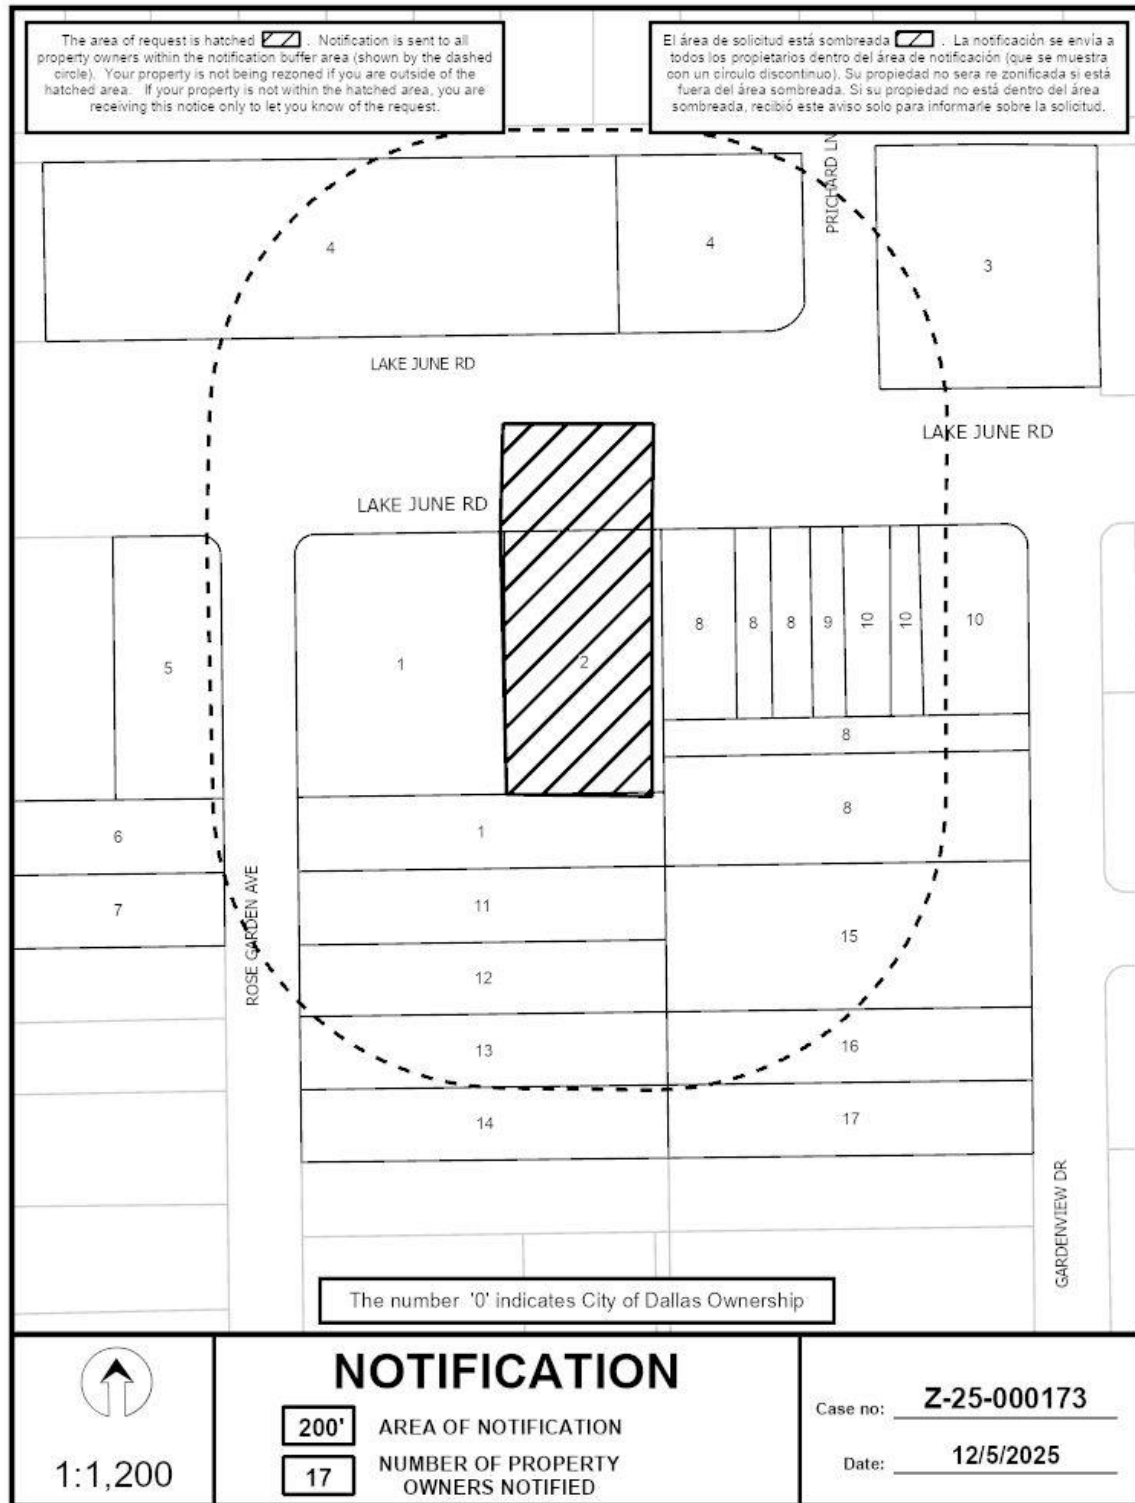 The area of request is hatched . Notification is sent to all
property owners within the notification buffer area (shown by the dashed
circle). Your property is not being rezoned if you are outside of the
hatched area. If your property is not within the hatched area, you are
receiving this notice only to let you know of the request.
El área de solicitud está sombreada . La notificación se envía a
todos los propietarios dentro del área de notificación (que se muestra
con un círculo discontinuo). Su propiedad no sera re zonificada si está
fuera del área sombreada. Si su propiedad no está dentro del área
sombreada, recibió este aviso solo para informarle sobre la solicitud.
PRICHARD LN
4
4
3
LAKE JUNE RD
LAKE JUNE RD
LAKE JUNE RD
5
1
2
8
8
8
9
10
10
10
8
8
6
1
7
11
15
ROSE GARDEN AVE
12
13
16
14
17
GARDENVIEW DR
The number '0' indicates City of Dallas Ownership
1:1,200
NOTIFICATION
200' AREA OF NOTIFICATION
17 NUMBER OF PROPERTY
OWNERS NOTIFIED
Case no: Z-25-000173
Date: 12/5/2025